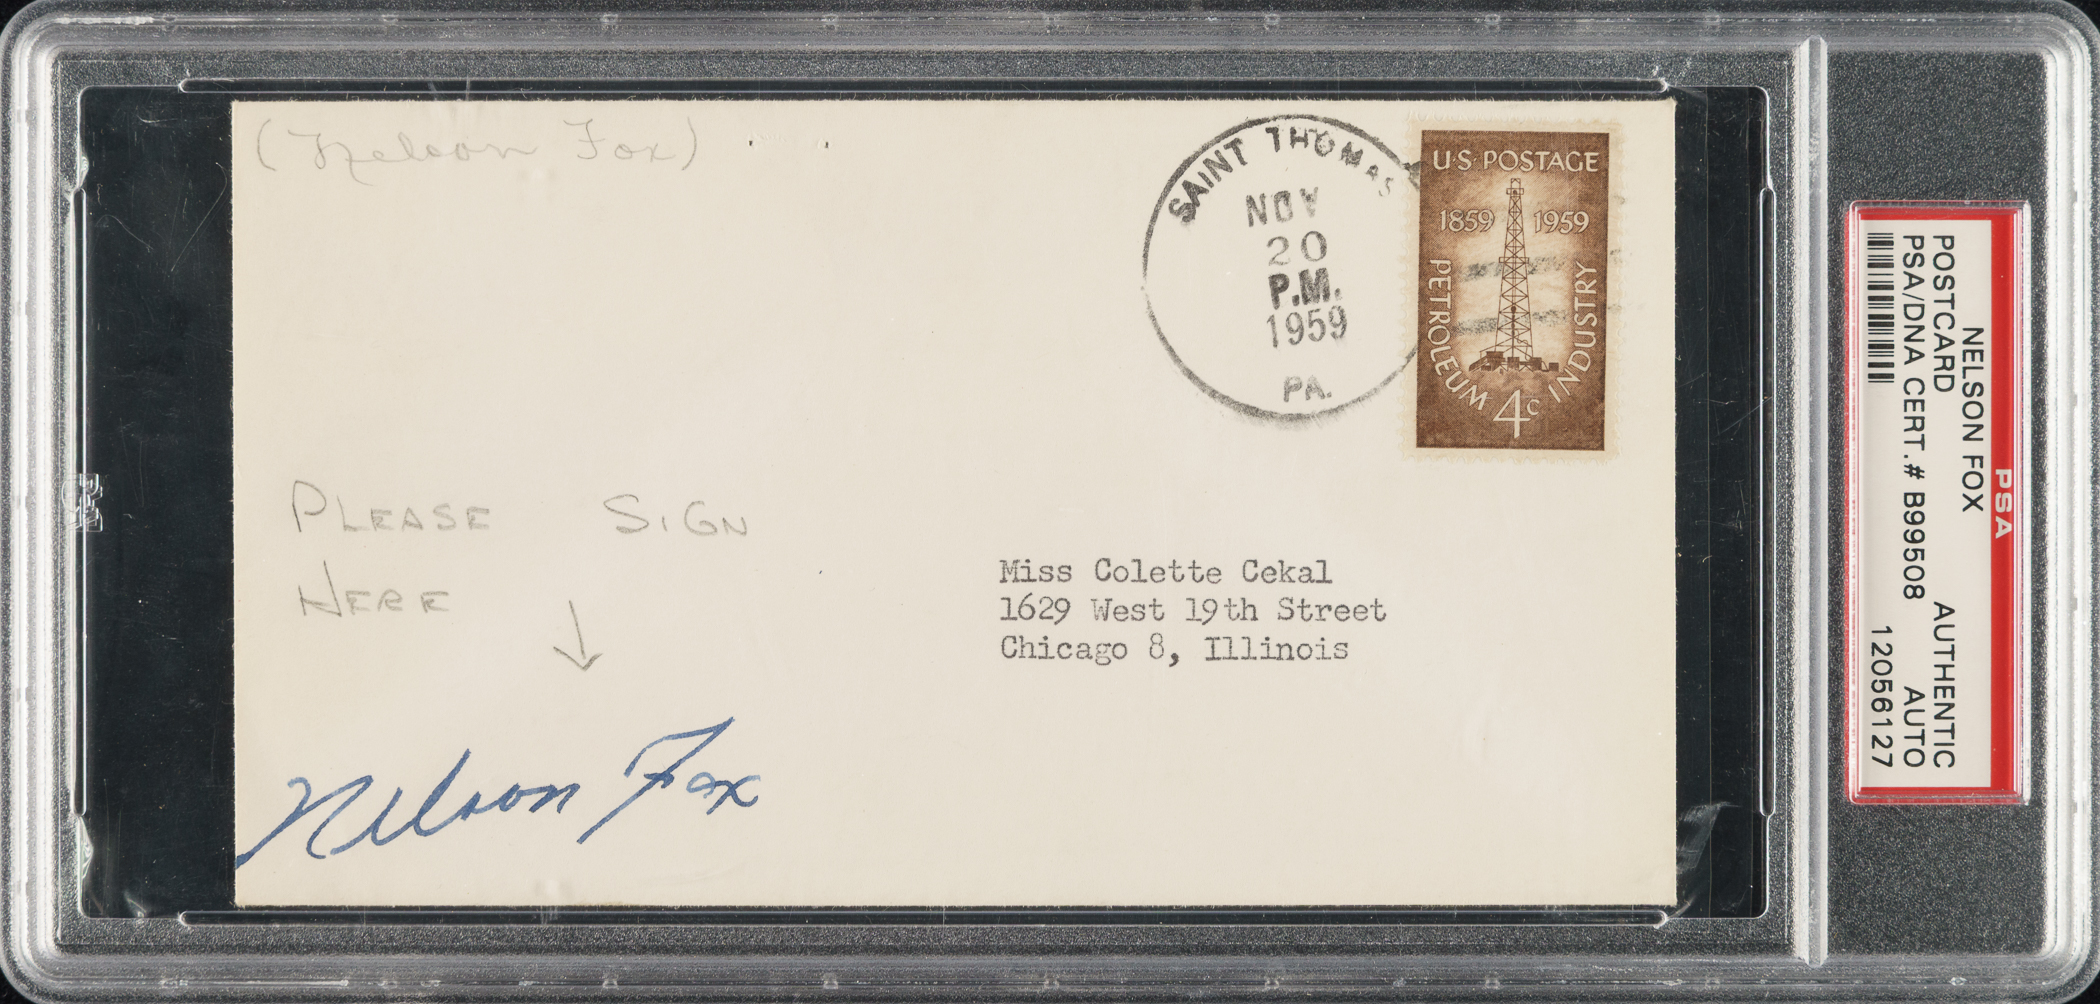 (Nelson Fox)
SAINT THOMAS
NOV
20
P.M.
1959
PA.
U.S. POSTAGE
1859 1959
PETROLEUM INDUSTRY
4c
PLEASE SIGN
HERE
Miss Colette Cekal
1629 West 19th Street
Chicago 8, Illinois
Nelson Fox
PSA
NELSON FOX
POSTCARD AUTHENTIC
PSA/DNA CERT.# B99508 AUTO
12056127